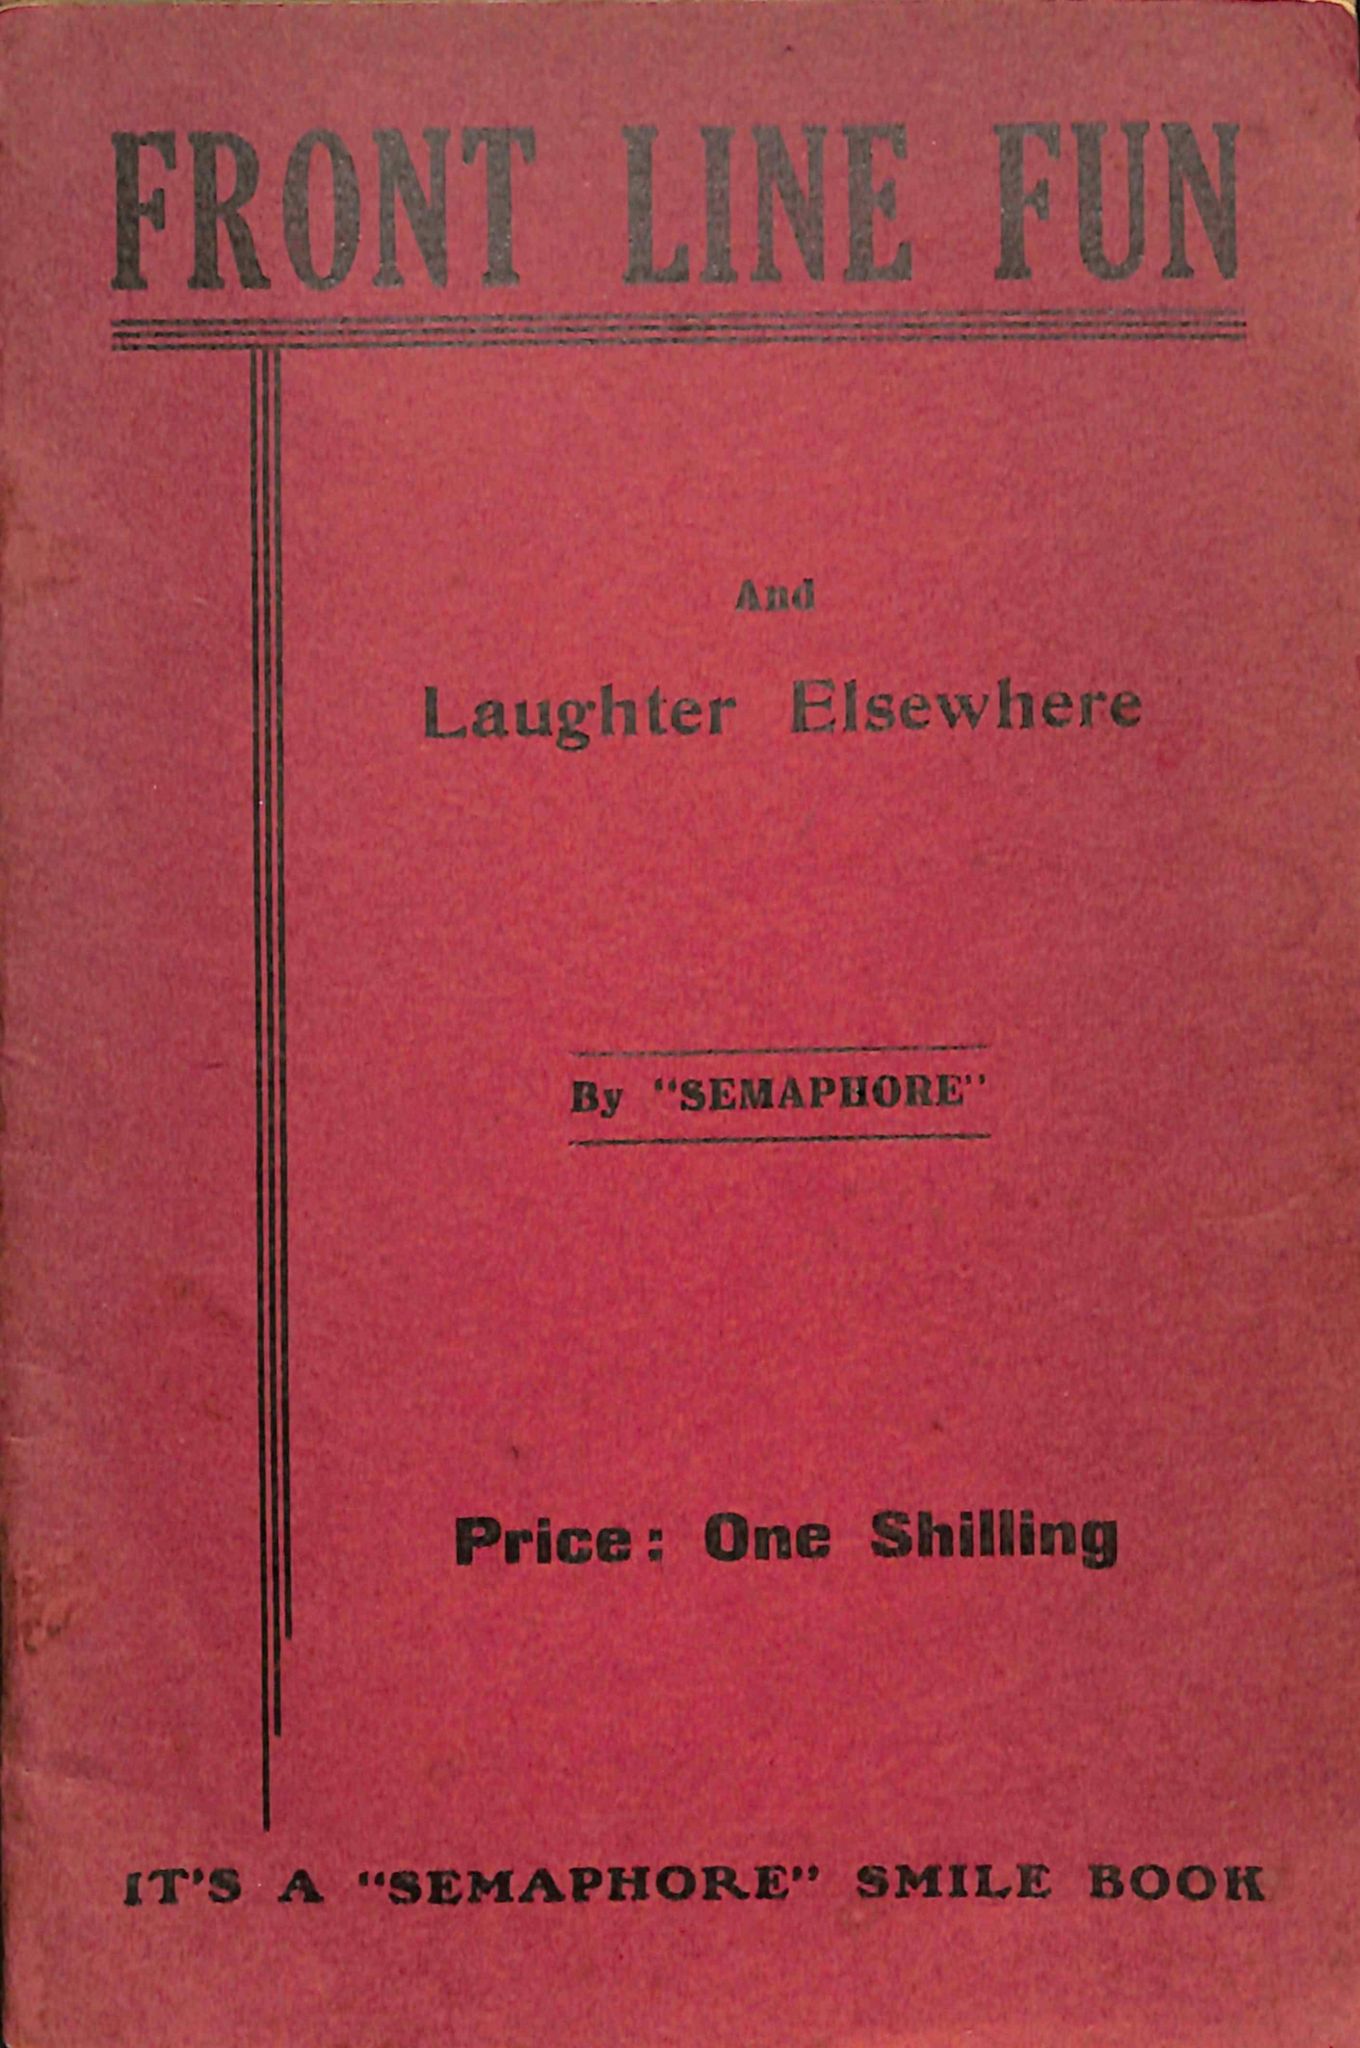 FRONT LINE FUN
And
Laughter Elsewhere
By "SEMAPHORE"
Price: One Shilling
IT'S A "SEMAPHORE" SMILE BOOK